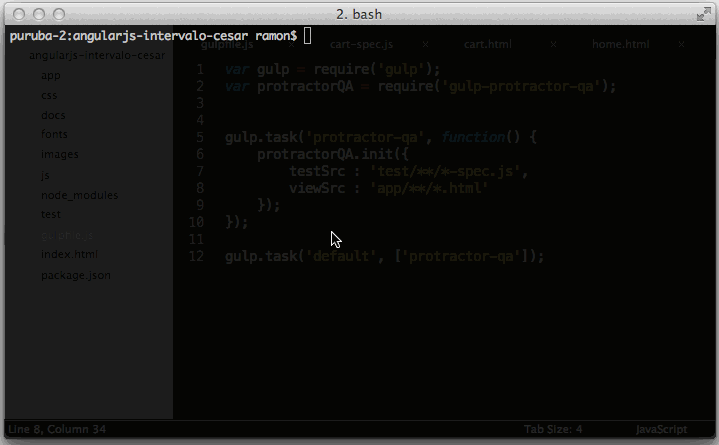 2. bash
puruba-2:angularjs-intervalo-cesar ramon$
gulpfile.js × cart-spec.js × cart.html × home.html ×
angularjs-intervalo-cesar
app
css
docs
fonts
images
js
node_modules
test
gulpfile.js
index.html
package.json
1 var gulp = require('gulp');
2 var protractorQA = require('gulp-protractor-qa');
3
4
5 gulp.task('protractor-qa', function() {
6 protractorQA.init({
7 testSrc : 'test/**/*-spec.js',
8 viewSrc : 'app/**/*.html'
9 });
10 });
11
12 gulp.task('default', ['protractor-qa']);
Line 8, Column 34 Tab Size: 4 JavaScript